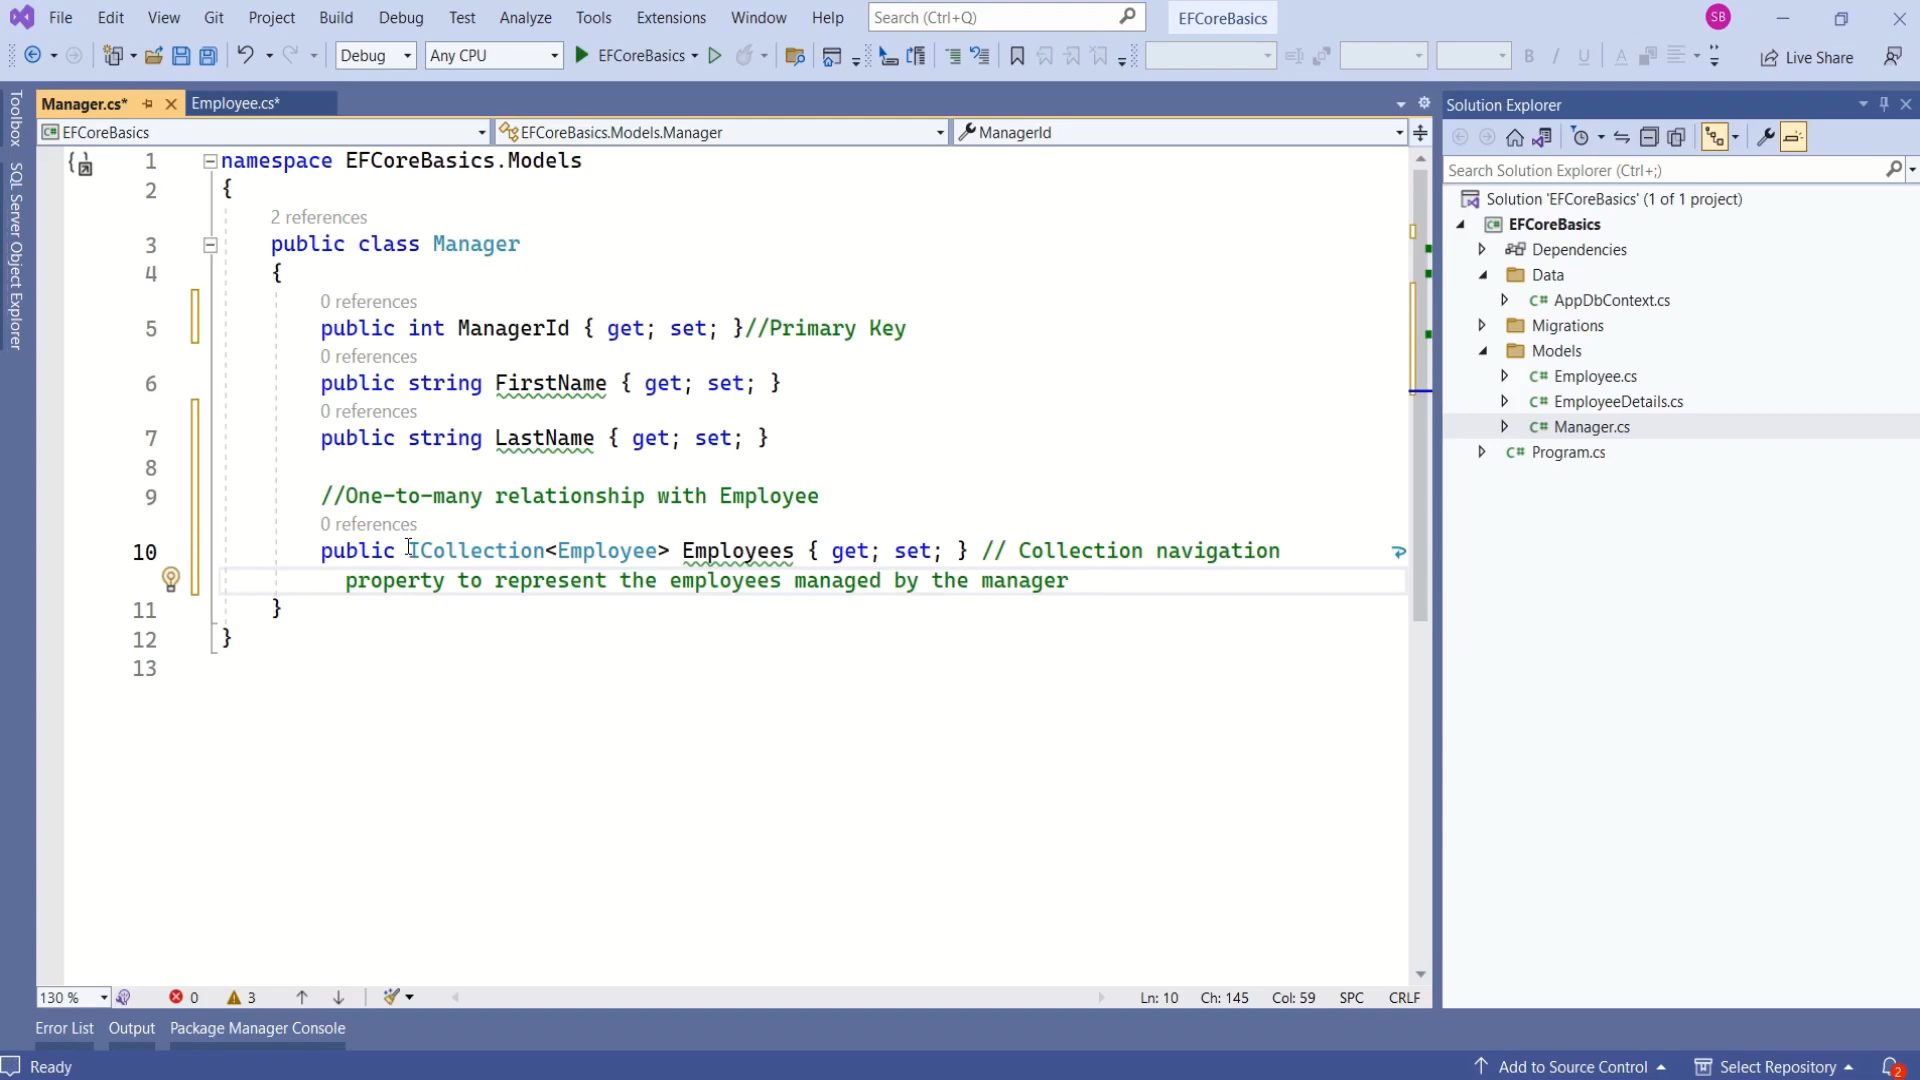 File Edit View Git Project Build Debug Test Analyze Tools Extensions Window Help Search (Ctrl+Q) EFCoreBasics SB
Debug Any CPU EFCoreBasics Live Share
Manager.cs* Employee.cs*
EFCoreBasics EFCoreBasics.Models.Manager ManagerId
Toolbox
SQL Server Object Explorer
1 namespace EFCoreBasics.Models
2 {
2 references
3 public class Manager
4 {
0 references
5 public int ManagerId { get; set; }//Primary Key
0 references
6 public string FirstName { get; set; }
0 references
7 public string LastName { get; set; }
8
9 //One-to-many relationship with Employee
0 references
10 public ICollection<Employee> Employees { get; set; } // Collection navigation
property to represent the employees managed by the manager
11 }
12 }
13
130 % 0 3 Ln: 10 Ch: 145 Col: 59 SPC CRLF
Error List Output Package Manager Console
Solution Explorer
Search Solution Explorer (Ctrl+;)
Solution 'EFCoreBasics' (1 of 1 project)
EFCoreBasics
Dependencies
Data
C# AppDbContext.cs
Migrations
Models
C# Employee.cs
C# EmployeeDetails.cs
C# Manager.cs
C# Program.cs
Ready Add to Source Control Select Repository 2